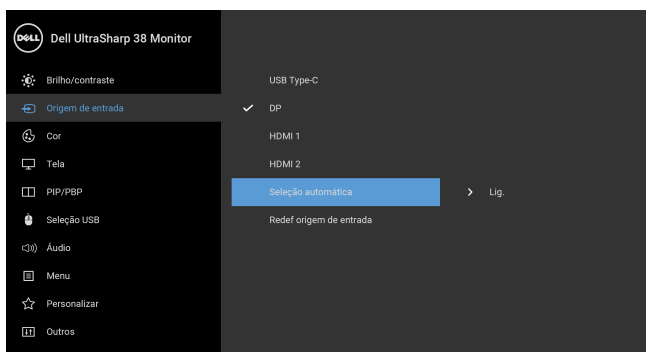 DELL Dell UltraSharp 38 Monitor
Brilho/contraste
USB Type-C
Origem de entrada
DP
Cor
HDMI 1
Tela
HDMI 2
PIP/PBP
Seleção automática
Lig.
Seleção USB
Redef origem de entrada
Áudio
Menu
Personalizar
Outros